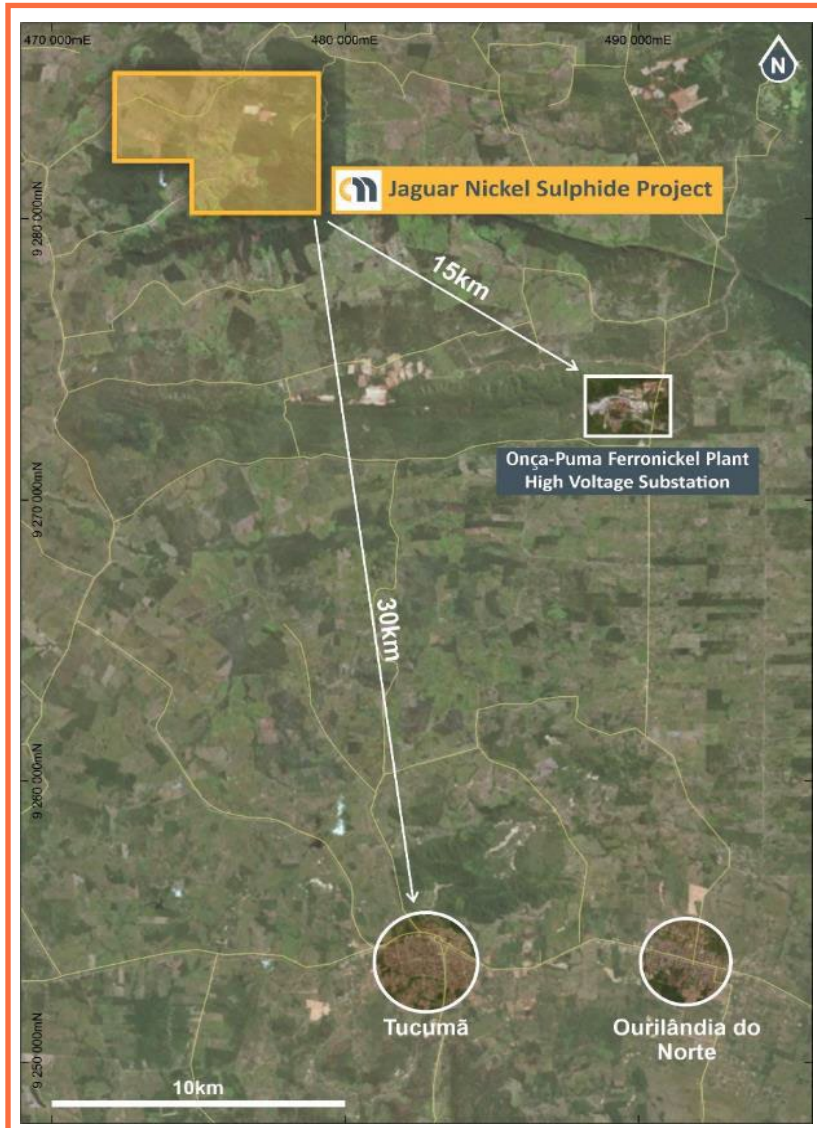 470 000mE
480 000mE
490 000mE
N
Jaguar Nickel Sulphide Project
9 280 000mN
15km
Onça-Puma Ferronickel Plant
High Voltage Substation
9 270 000mN
30km
9 260 000mN
Tucumã
Ourilândia do
Norte
9 250 000mN
10km